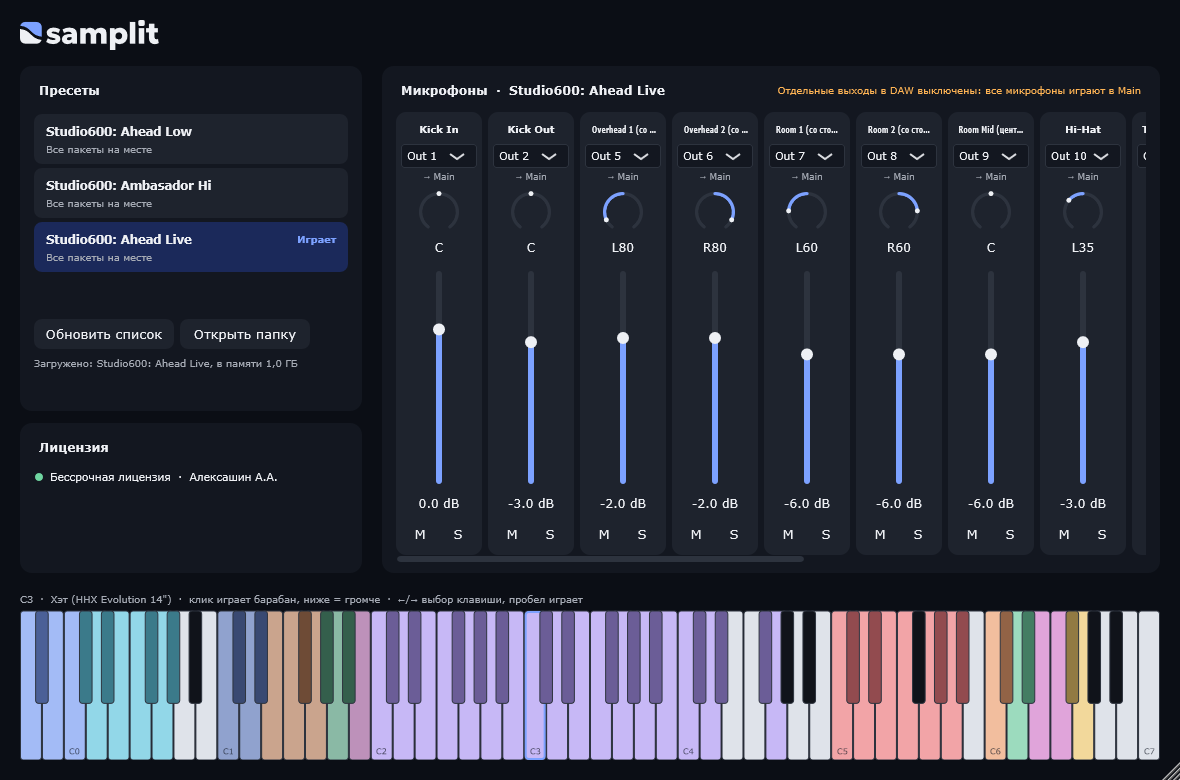 samplit
Пресеты
Studio600: Ahead Low
Все пакеты на месте
Studio600: Ambasador Hi
Все пакеты на месте
Studio600: Ahead Live
Играет
Все пакеты на месте
Обновить список
Открыть папку
Загружено: Studio600: Ahead Live, в памяти 1,0 ГБ
Лицензия
Бессрочная лицензия · Алексашин А.А.
Микрофоны · Studio600: Ahead Live
Отдельные выходы в DAW выключены: все микрофоны играют в Main
Kick In
Kick Out
Overhead 1 (со ...
Overhead 2 (со ...
Room 1 (со сто...
Room 2 (со сто...
Room Mid (цент...
Hi-Hat
Out 1
Out 2
Out 5
Out 6
Out 7
Out 8
Out 9
Out 10
→ Main
→ Main
→ Main
→ Main
→ Main
→ Main
→ Main
→ Main
C
C
L80
R80
L60
R60
C
L35
0.0 dB
-3.0 dB
-2.0 dB
-2.0 dB
-6.0 dB
-6.0 dB
-6.0 dB
-3.0 dB
M S
M S
M S
M S
M S
M S
M S
M S
C3 · Хэт (HHX Evolution 14") · клик играет барабан, ниже = громче · ←/→ выбор клавиши, пробел играет
C0
C1
C2
C3
C4
C5
C6
C7